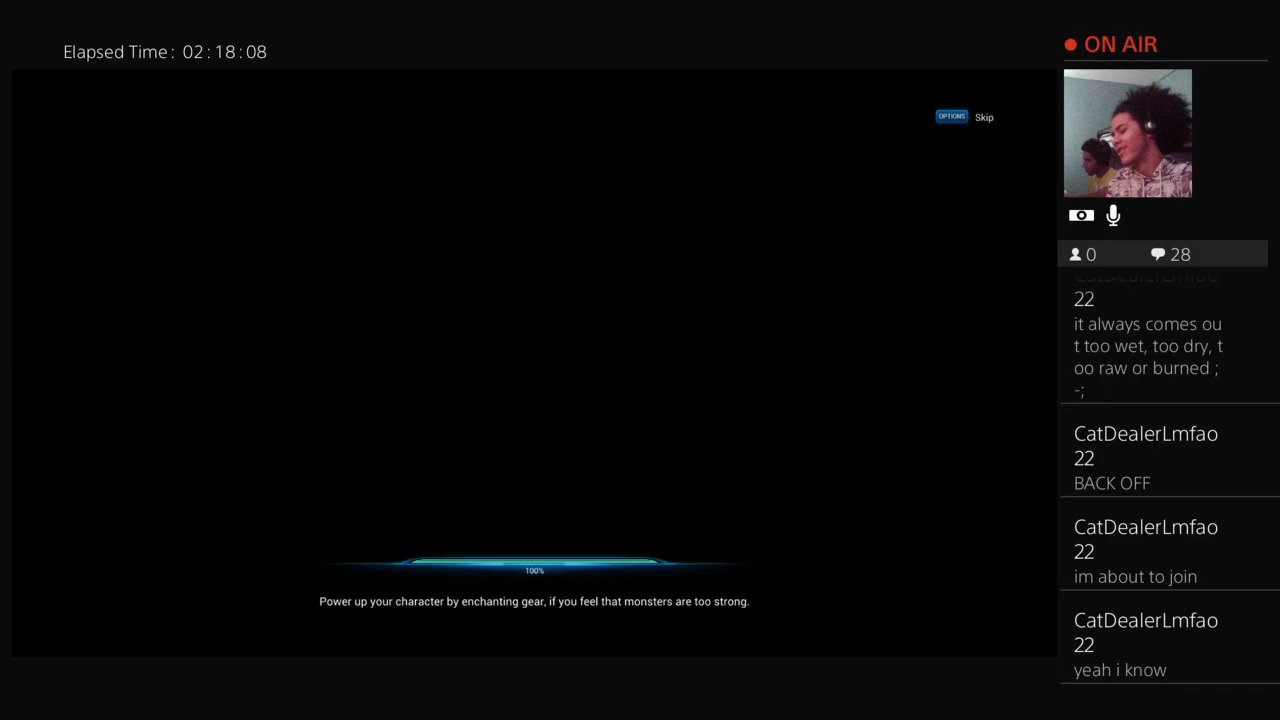 Elapsed Time: 02:18:08
ON AIR
OPTIONS Skip
0 28
22
it always comes ou
t too wet, too dry, t
oo raw or burned ;
-;
CatDealerLmfao
22
BACK OFF
CatDealerLmfao
22
im about to join
CatDealerLmfao
22
yeah i know
100%
Power up your character by enchanting gear, if you feel that monsters are too strong.